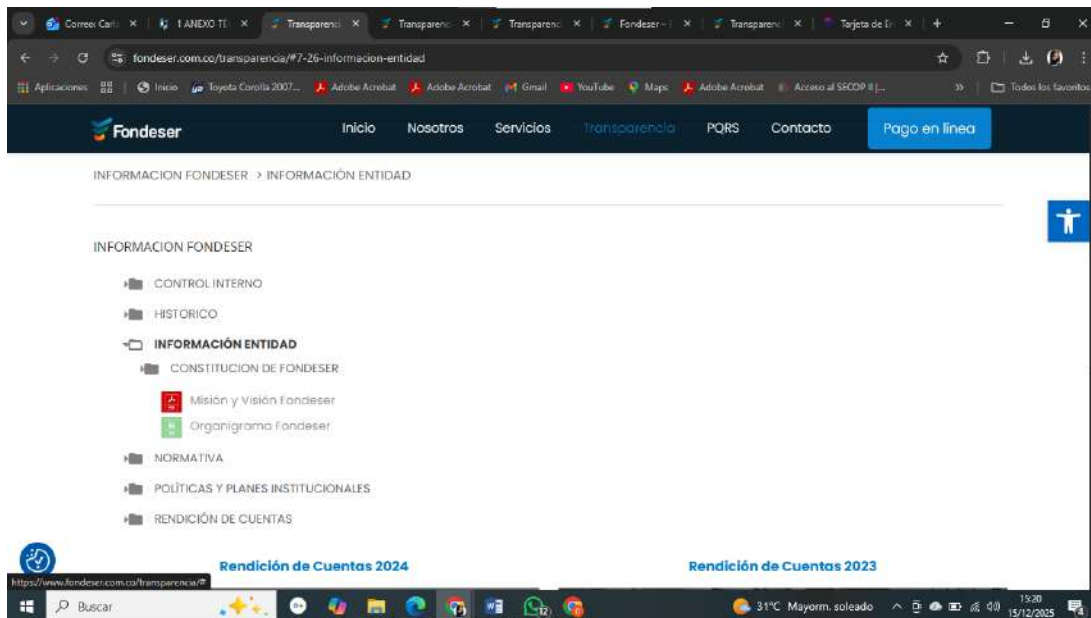 Correo: Car
1 ANEXO T
Transparenc
Transparenc
Transparenc
Fondeser –
Transparenc
Tarjeta de E
fondeser.com.co/transparencia/#7-26-informacion-entidad
Aplicaciones
Inicio
Toyota Corolla 2007...
Adobe Acrobat
Adobe Acrobat
Gmail
YouTube
Maps
Adobe Acrobat
Acceso al SECOP II |...
Todos los favoritos
Fondeser
Inicio
Nosotros
Servicios
Transparencia
PQRS
Contacto
Pago en linea
INFORMACION FONDESER > INFORMACIÓN ENTIDAD
INFORMACION FONDESER
CONTROL INTERNO
HISTORICO
INFORMACIÓN ENTIDAD
CONSTITUCION DE FONDESER
Misión y Visión Fondeser
Organigrama Fondeser
NORMATIVA
POLÍTICAS Y PLANES INSTITUCIONALES
RENDICIÓN DE CUENTAS
Rendición de Cuentas 2024
Rendición de Cuentas 2023
https://www.fondeser.com.co/transparencia/#
Buscar
31°C Mayorm. soleado
15:20
15/12/2025